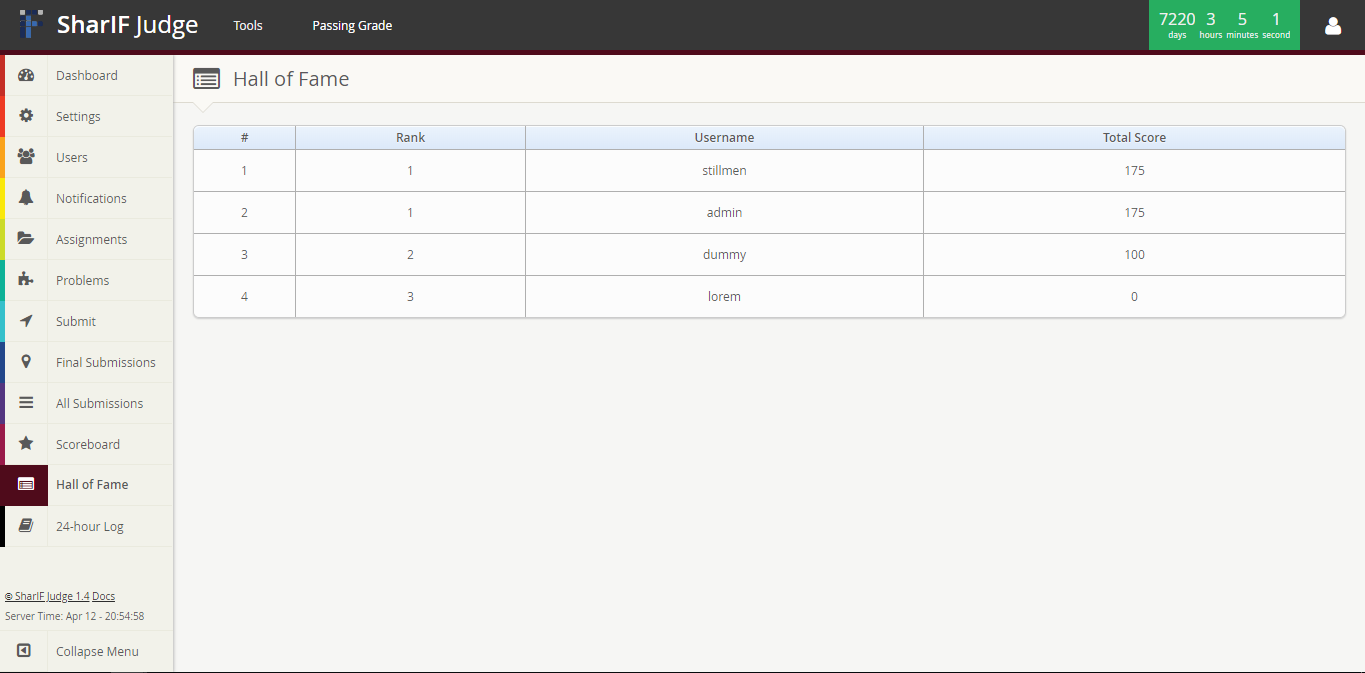 SharIF Judge
Tools
Passing Grade
7220 3 5 1
days hours minutes second
Dashboard
Settings
Users
Notifications
Assignments
Problems
Submit
Final Submissions
All Submissions
Scoreboard
Hall of Fame
24-hour Log
© SharIF Judge 1.4 Docs
Server Time: Apr 12 - 20:54:58
Collapse Menu
Hall of Fame
# Rank Username Total Score
1 1 stillmen 175
2 1 admin 175
3 2 dummy 100
4 3 lorem 0